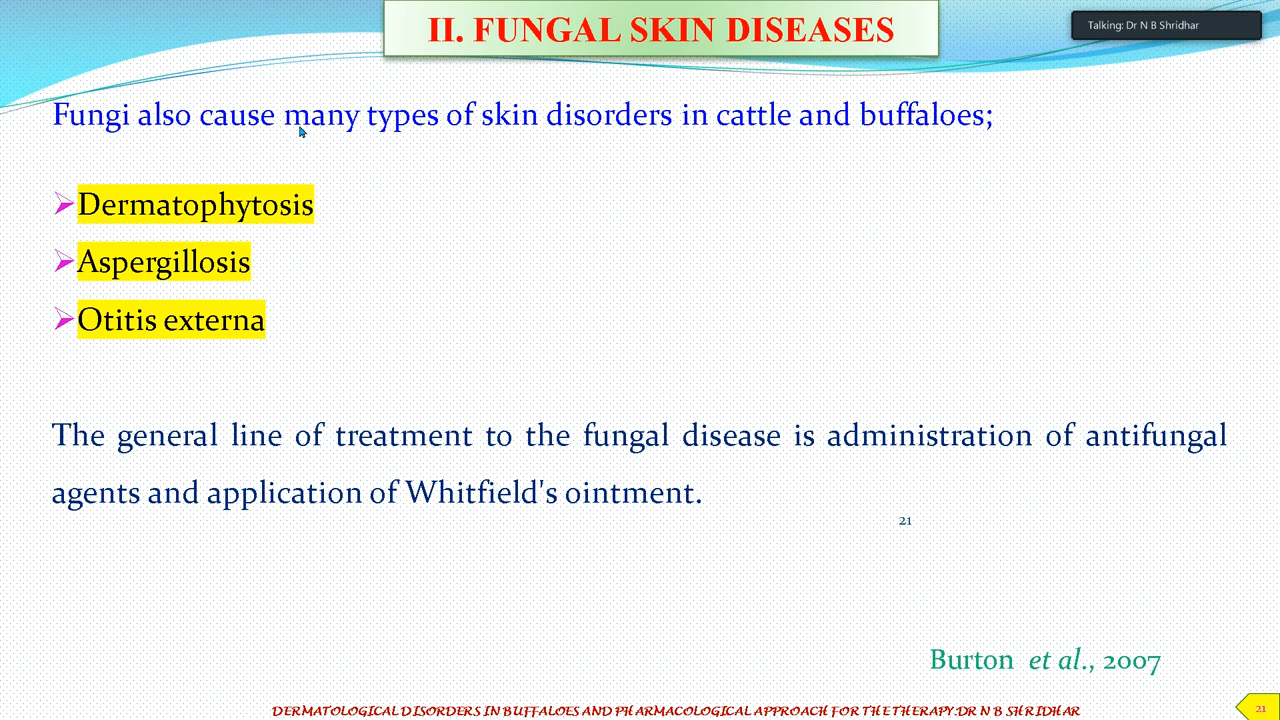 II. FUNGAL SKIN DISEASES
Talking: Dr N B Shridhar
Fungi also cause many types of skin disorders in cattle and buffaloes;
Dermatophytosis
Aspergillosis
Otitis externa
The general line of treatment to the fungal disease is administration of antifungal
agents and application of Whitfield's ointment.
21
Burton et al., 2007
DERMATOLOGICAL DISORDERS IN BUFFALOES AND PHARMACOLOGICAL APPROACH FOR THE THERAPY:DR N B SHRIDHAR
21